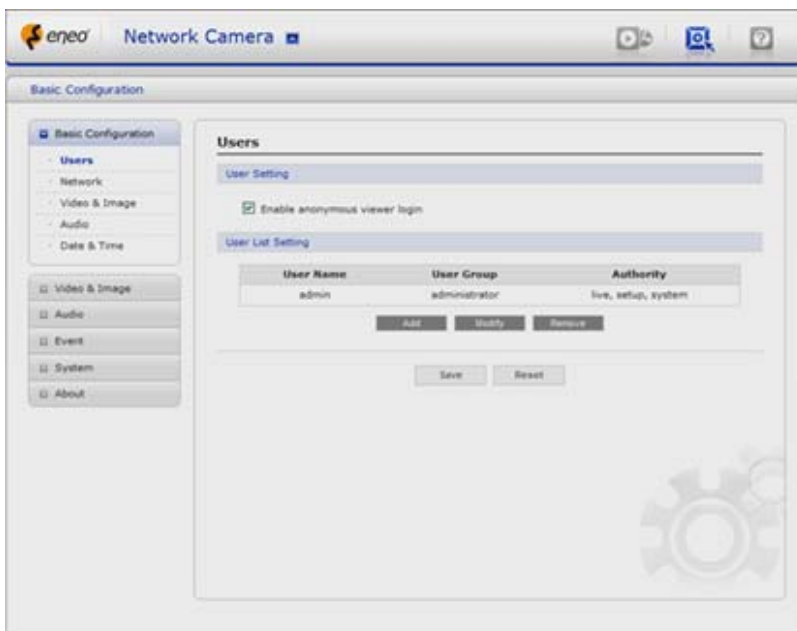 eneo Network Camera
Basic Configuration
Basic Configuration
Users
Network
Video & Image
Audio
Date & Time
Video & Image
Audio
Event
System
About
Users
User Setting
Enable anonymous viewer login
User List Setting
User Name User Group Authority
admin administrator live, setup, system
Add Modify Remove
Save Reset